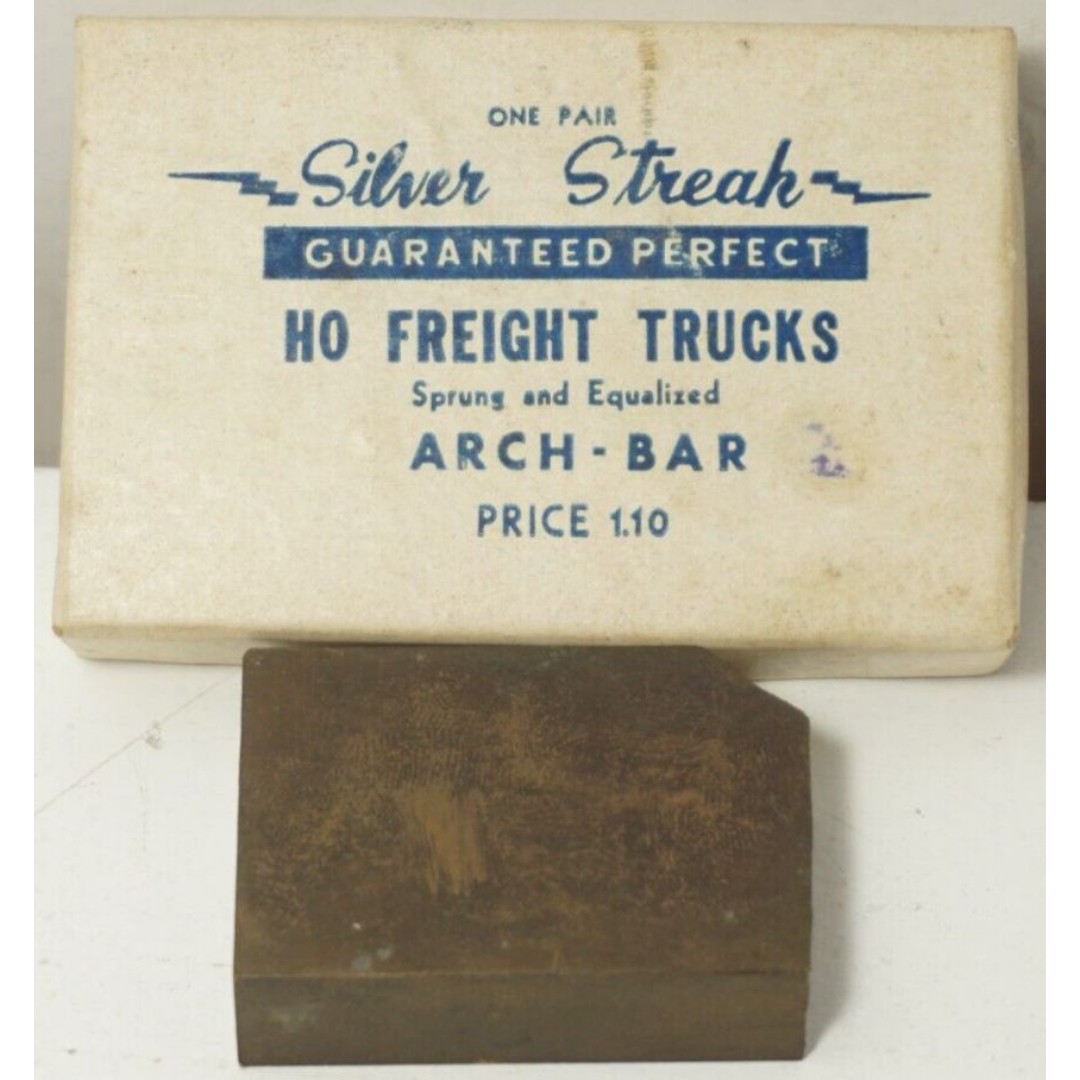 ONE PAIR
Silver Streak
GUARANTEED PERFECT
HO FREIGHT TRUCKS
Sprung and Equalized
ARCH-BAR
PRICE 1.10